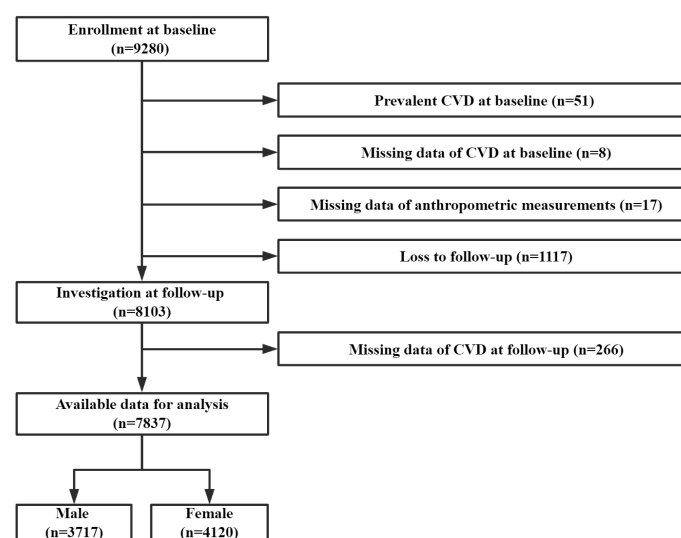 Enrollment at baseline
(n=9280)
Prevalent CVD at baseline (n=51)
Missing data of CVD at baseline (n=8)
Missing data of anthropometric measurements (n=17)
Loss to follow-up (n=1117)
Investigation at follow-up
(n=8103)
Missing data of CVD at follow-up (n=266)
Available data for analysis
(n=7837)
Male
(n=3717)
Female
(n=4120)